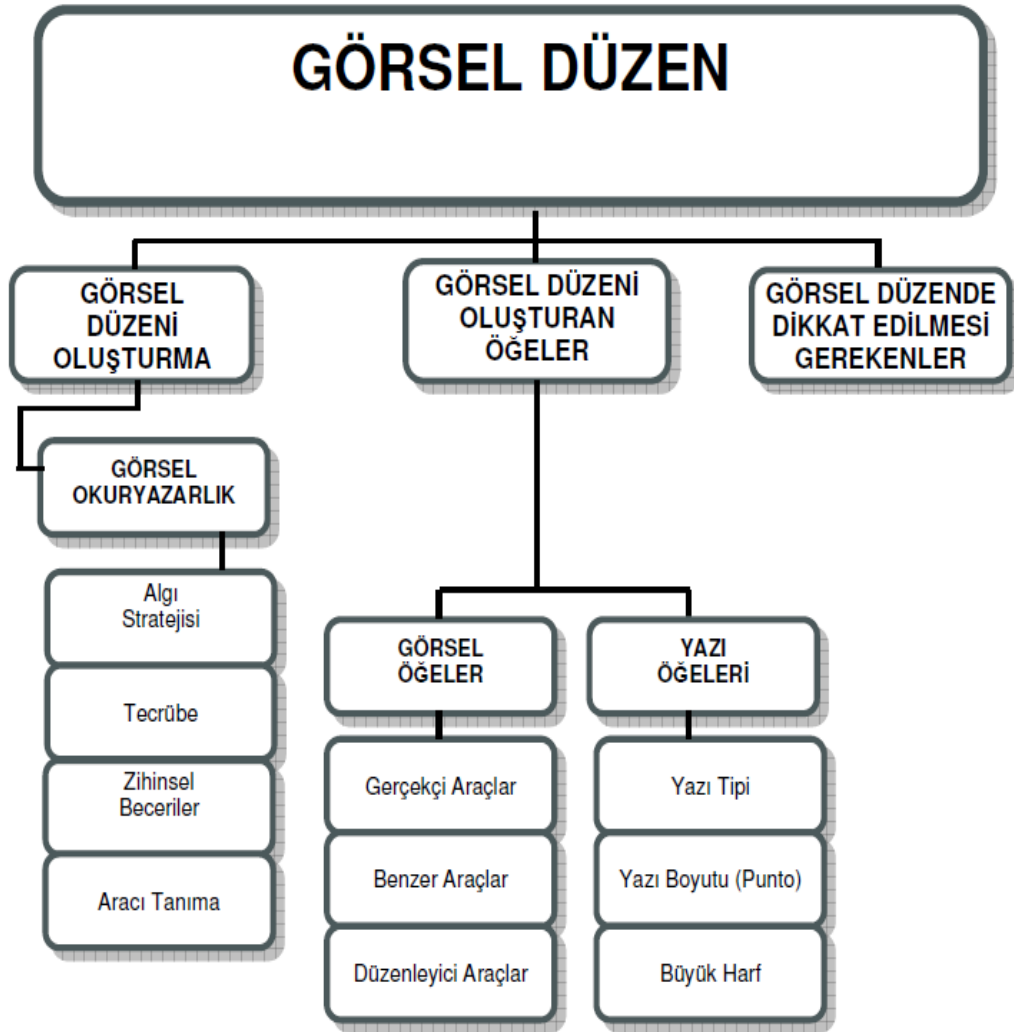 GÖRSEL DÜZEN
GÖRSEL
DÜZENİ
OLUŞTURMA
GÖRSEL DÜZENİ
OLUŞTURAN
ÖĞELER
GÖRSEL DÜZENDE
DİKKAT EDİLMESİ
GEREKENLER
GÖRSEL
OKURYAZARLIK
Algı
Stratejisi
Tecrübe
Zihinsel
Beceriler
Aracı Tanıma
GÖRSEL
ÖĞELER
Gerçekçi Araçlar
Benzer Araçlar
Düzenleyici Araçlar
YAZI
ÖĞELERİ
Yazı Tipi
Yazı Boyutu (Punto)
Büyük Harf